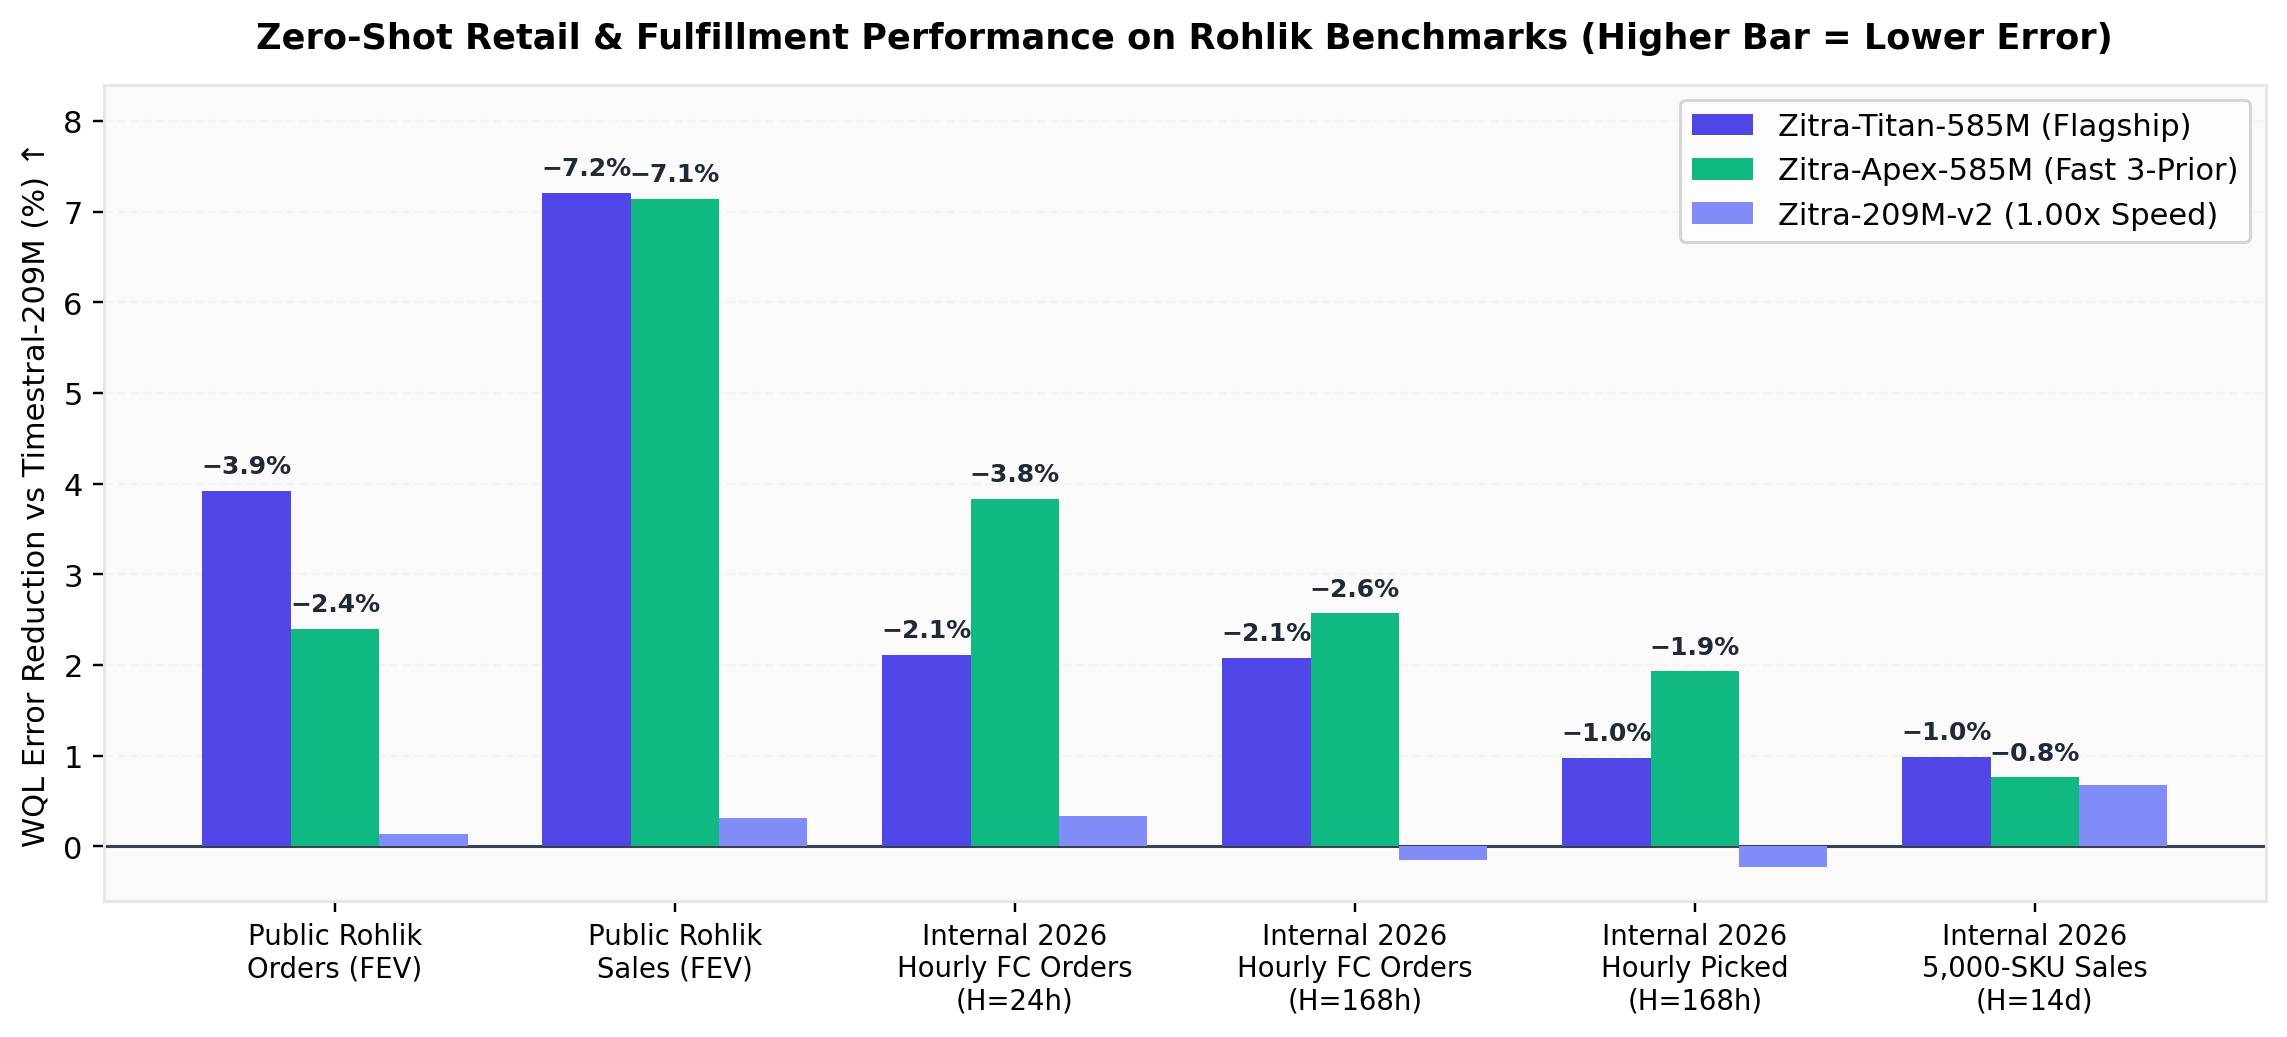 Zero-Shot Retail & Fulfillment Performance on Rohlik Benchmarks (Higher Bar = Lower Error)
WQL Error Reduction vs Timestral-209M (%) ↑
8
7
6
5
4
3
2
1
0
Zitra-Titan-585M (Flagship)
Zitra-Apex-585M (Fast 3-Prior)
Zitra-209M-v2 (1.00x Speed)
−3.9%
−2.4%
−7.2%
−7.1%
−2.1%
−3.8%
−2.1%
−2.6%
−1.0%
−1.9%
−1.0%
−0.8%
Public Rohlik
Orders (FEV)
Public Rohlik
Sales (FEV)
Internal 2026
Hourly FC Orders
(H=24h)
Internal 2026
Hourly FC Orders
(H=168h)
Internal 2026
Hourly Picked
(H=168h)
Internal 2026
5,000-SKU Sales
(H=14d)